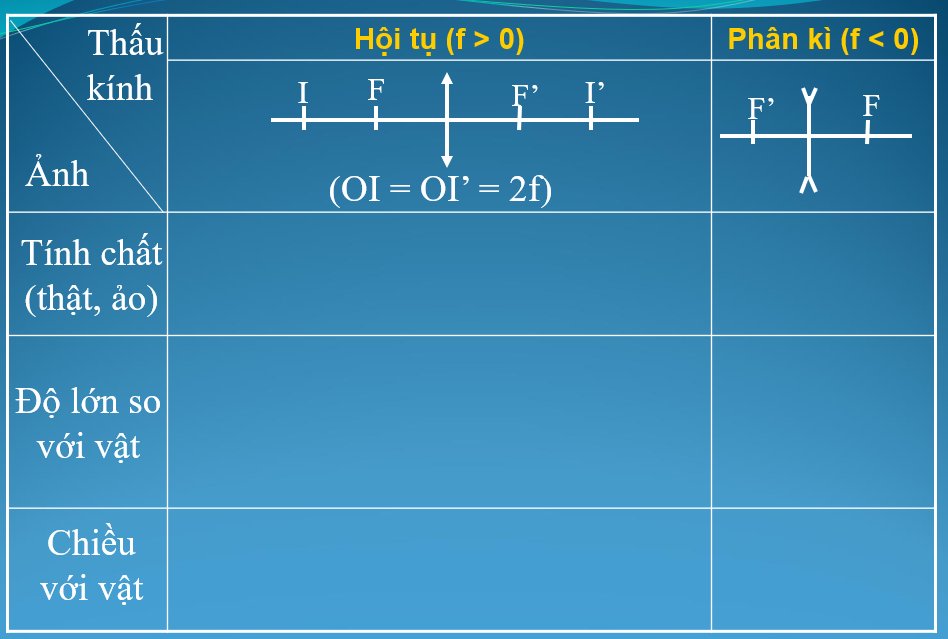 Thấu
kính
Ảnh
Hội tụ (f > 0)
Phân kì (f < 0)
I F F’ I’
(OI = OI’ = 2f)
F’ F
Tính chất
(thật, ảo)
Độ lớn so
với vật
Chiều
với vật